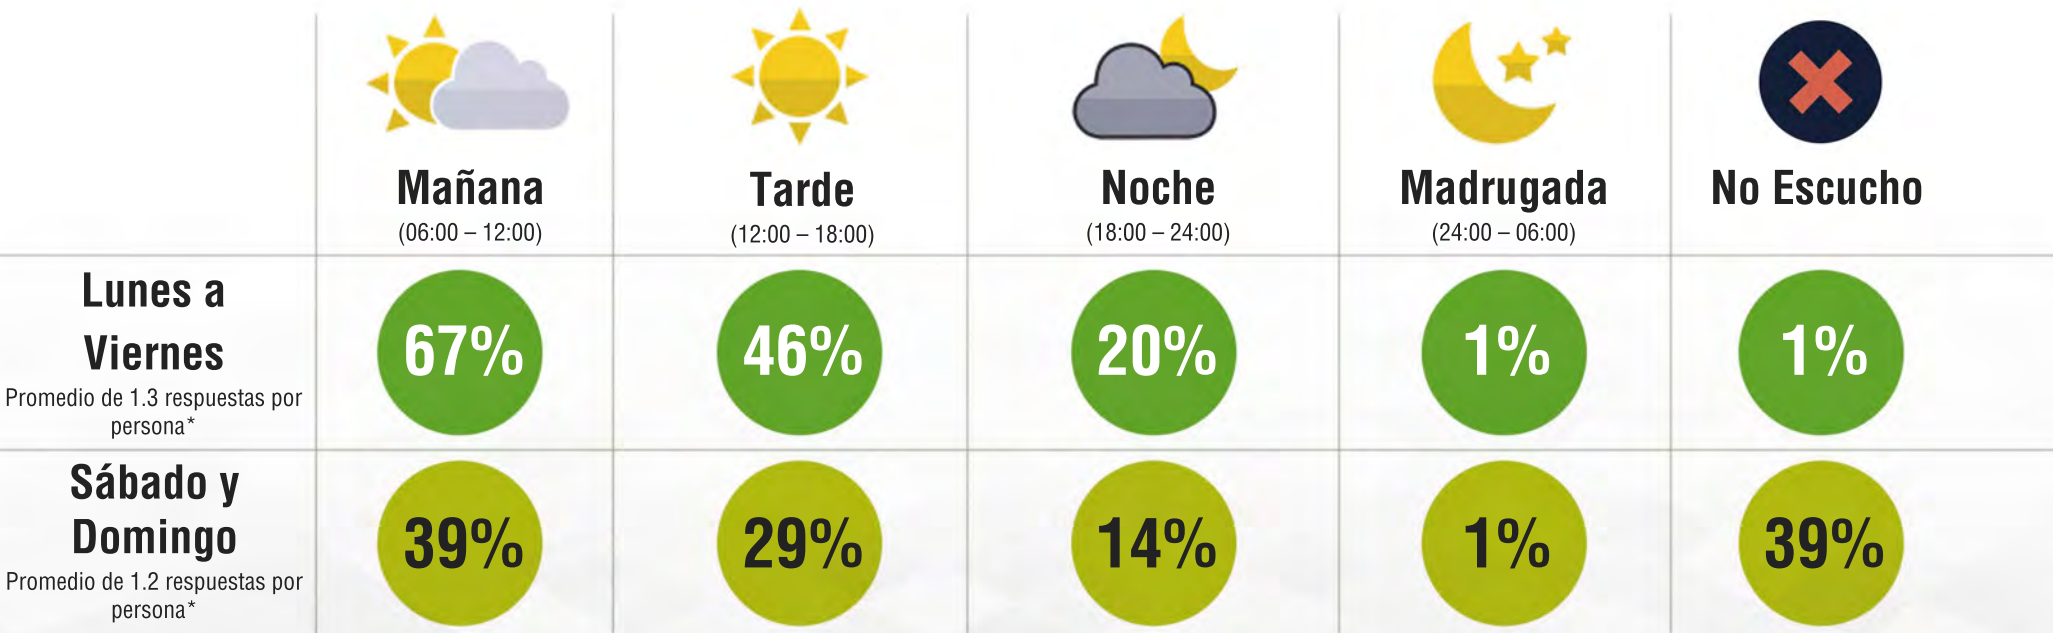 Mañana
(06:00 – 12:00)
Tarde
(12:00 – 18:00)
Noche
(18:00 – 24:00)
Madrugada
(24:00 – 06:00)
No Escucho
Lunes a
Viernes
Promedio de 1.3 respuestas por
persona*
67%
46%
20%
1%
1%
Sábado y
Domingo
Promedio de 1.2 respuestas por
persona*
39%
29%
14%
1%
39%